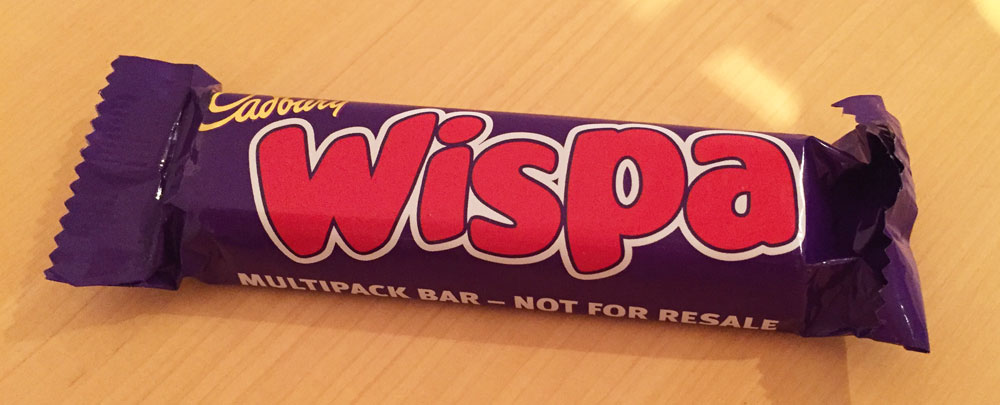 Cadbury
Wispa
MULTIPACK BAR – NOT FOR RESALE